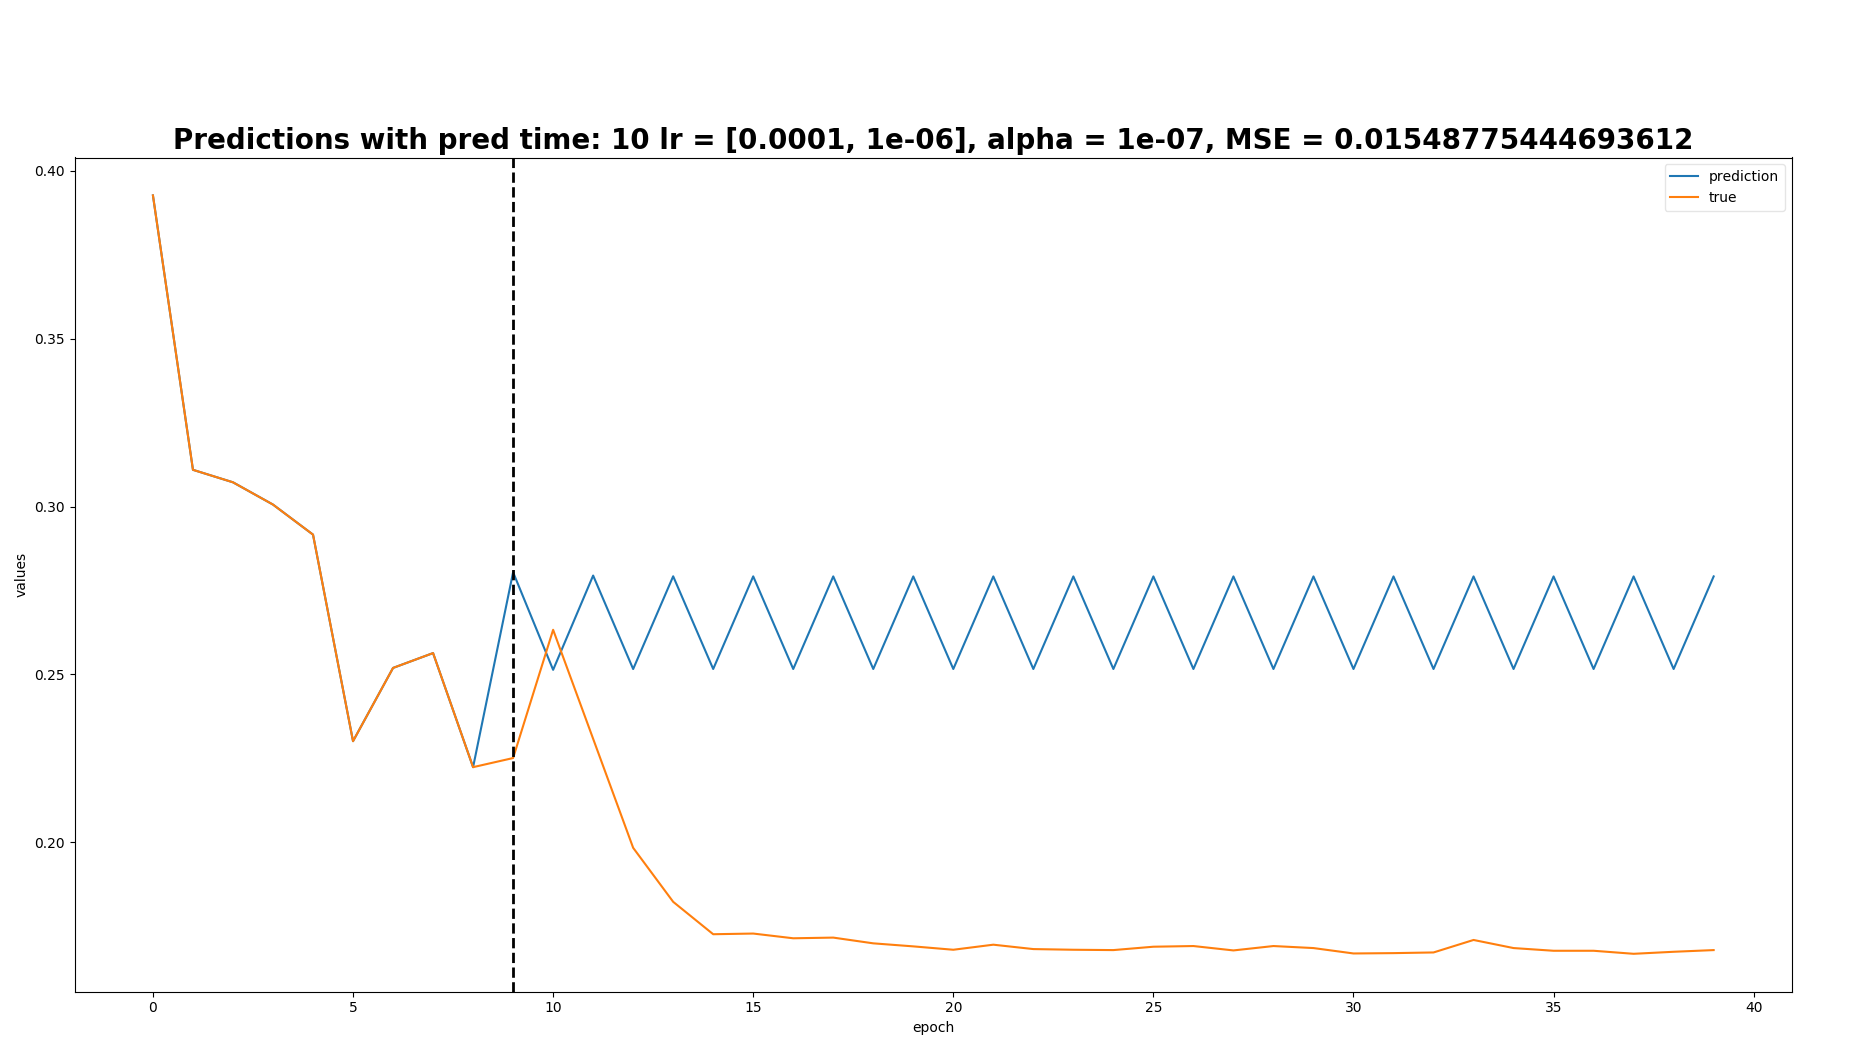 Predictions with pred time: 10 lr = [0.0001, 1e-06], alpha = 1e-07, MSE = 0.01548775444693612
prediction
true
0.40
0.35
0.30
0.25
0.20
values
0 5 10 15 20 25 30 35 40
epoch